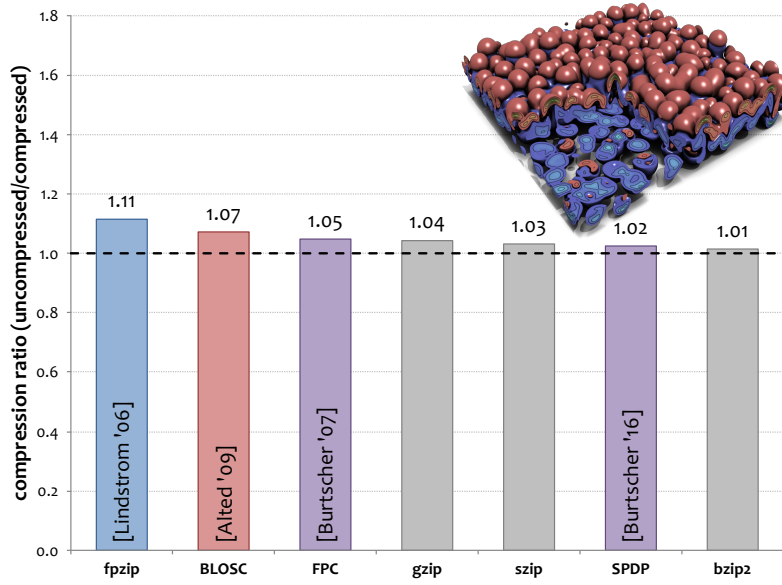 compression ratio (uncompressed/compressed)
1.8
1.6
1.4
1.2
1.0
0.8
0.6
0.4
0.2
0.0
1.11
1.07
1.05
1.04
1.03
1.02
1.01
[Lindstrom '06]
[Alted '09]
[Burtscher '07]
[Burtscher '16]
fpzip
BLOSC
FPC
gzip
szip
SPDP
bzip2